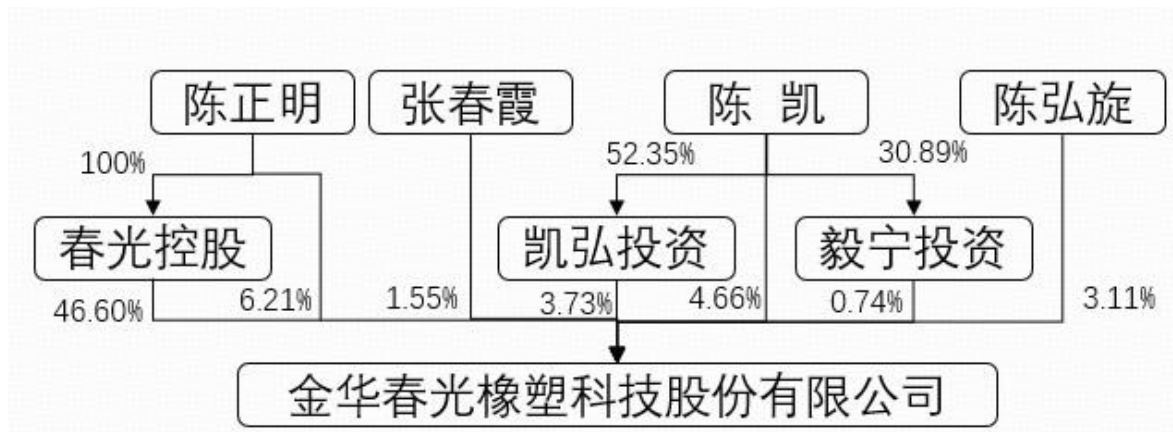 陈正明
张春霞
陈 凯
陈弘旋
100%
52.35%
30.89%
春光控股
凯弘投资
毅宁投资
46.60%
6.21%
1.55%
3.73%
4.66%
0.74%
3.11%
金华春光橡塑科技股份有限公司